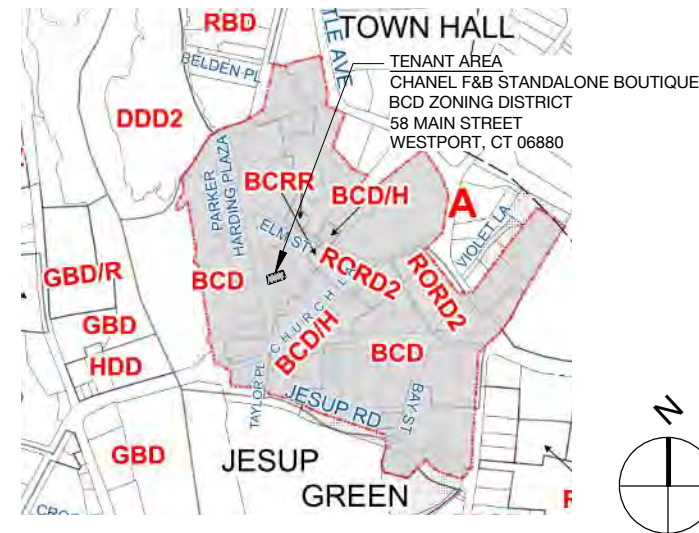 RBD
TOWN HALL
TLE AVE
BELDEN PL
TENANT AREA
CHANEL F&B STANDALONE BOUTIQUE
BCD ZONING DISTRICT
58 MAIN STREET
WESTPORT, CT 06880
DDD2
PARKER
HARDING PLAZA
BCRR
BCD/H
A
ELM ST
VIOLET LA
GBD/R
BCD
RORD2
RORD2
GBD
CHURCH L
BCD/H
BCD
HDD
TAYLOR PL
JESUP RD
BAY ST
GBD
JESUP
GREEN
N